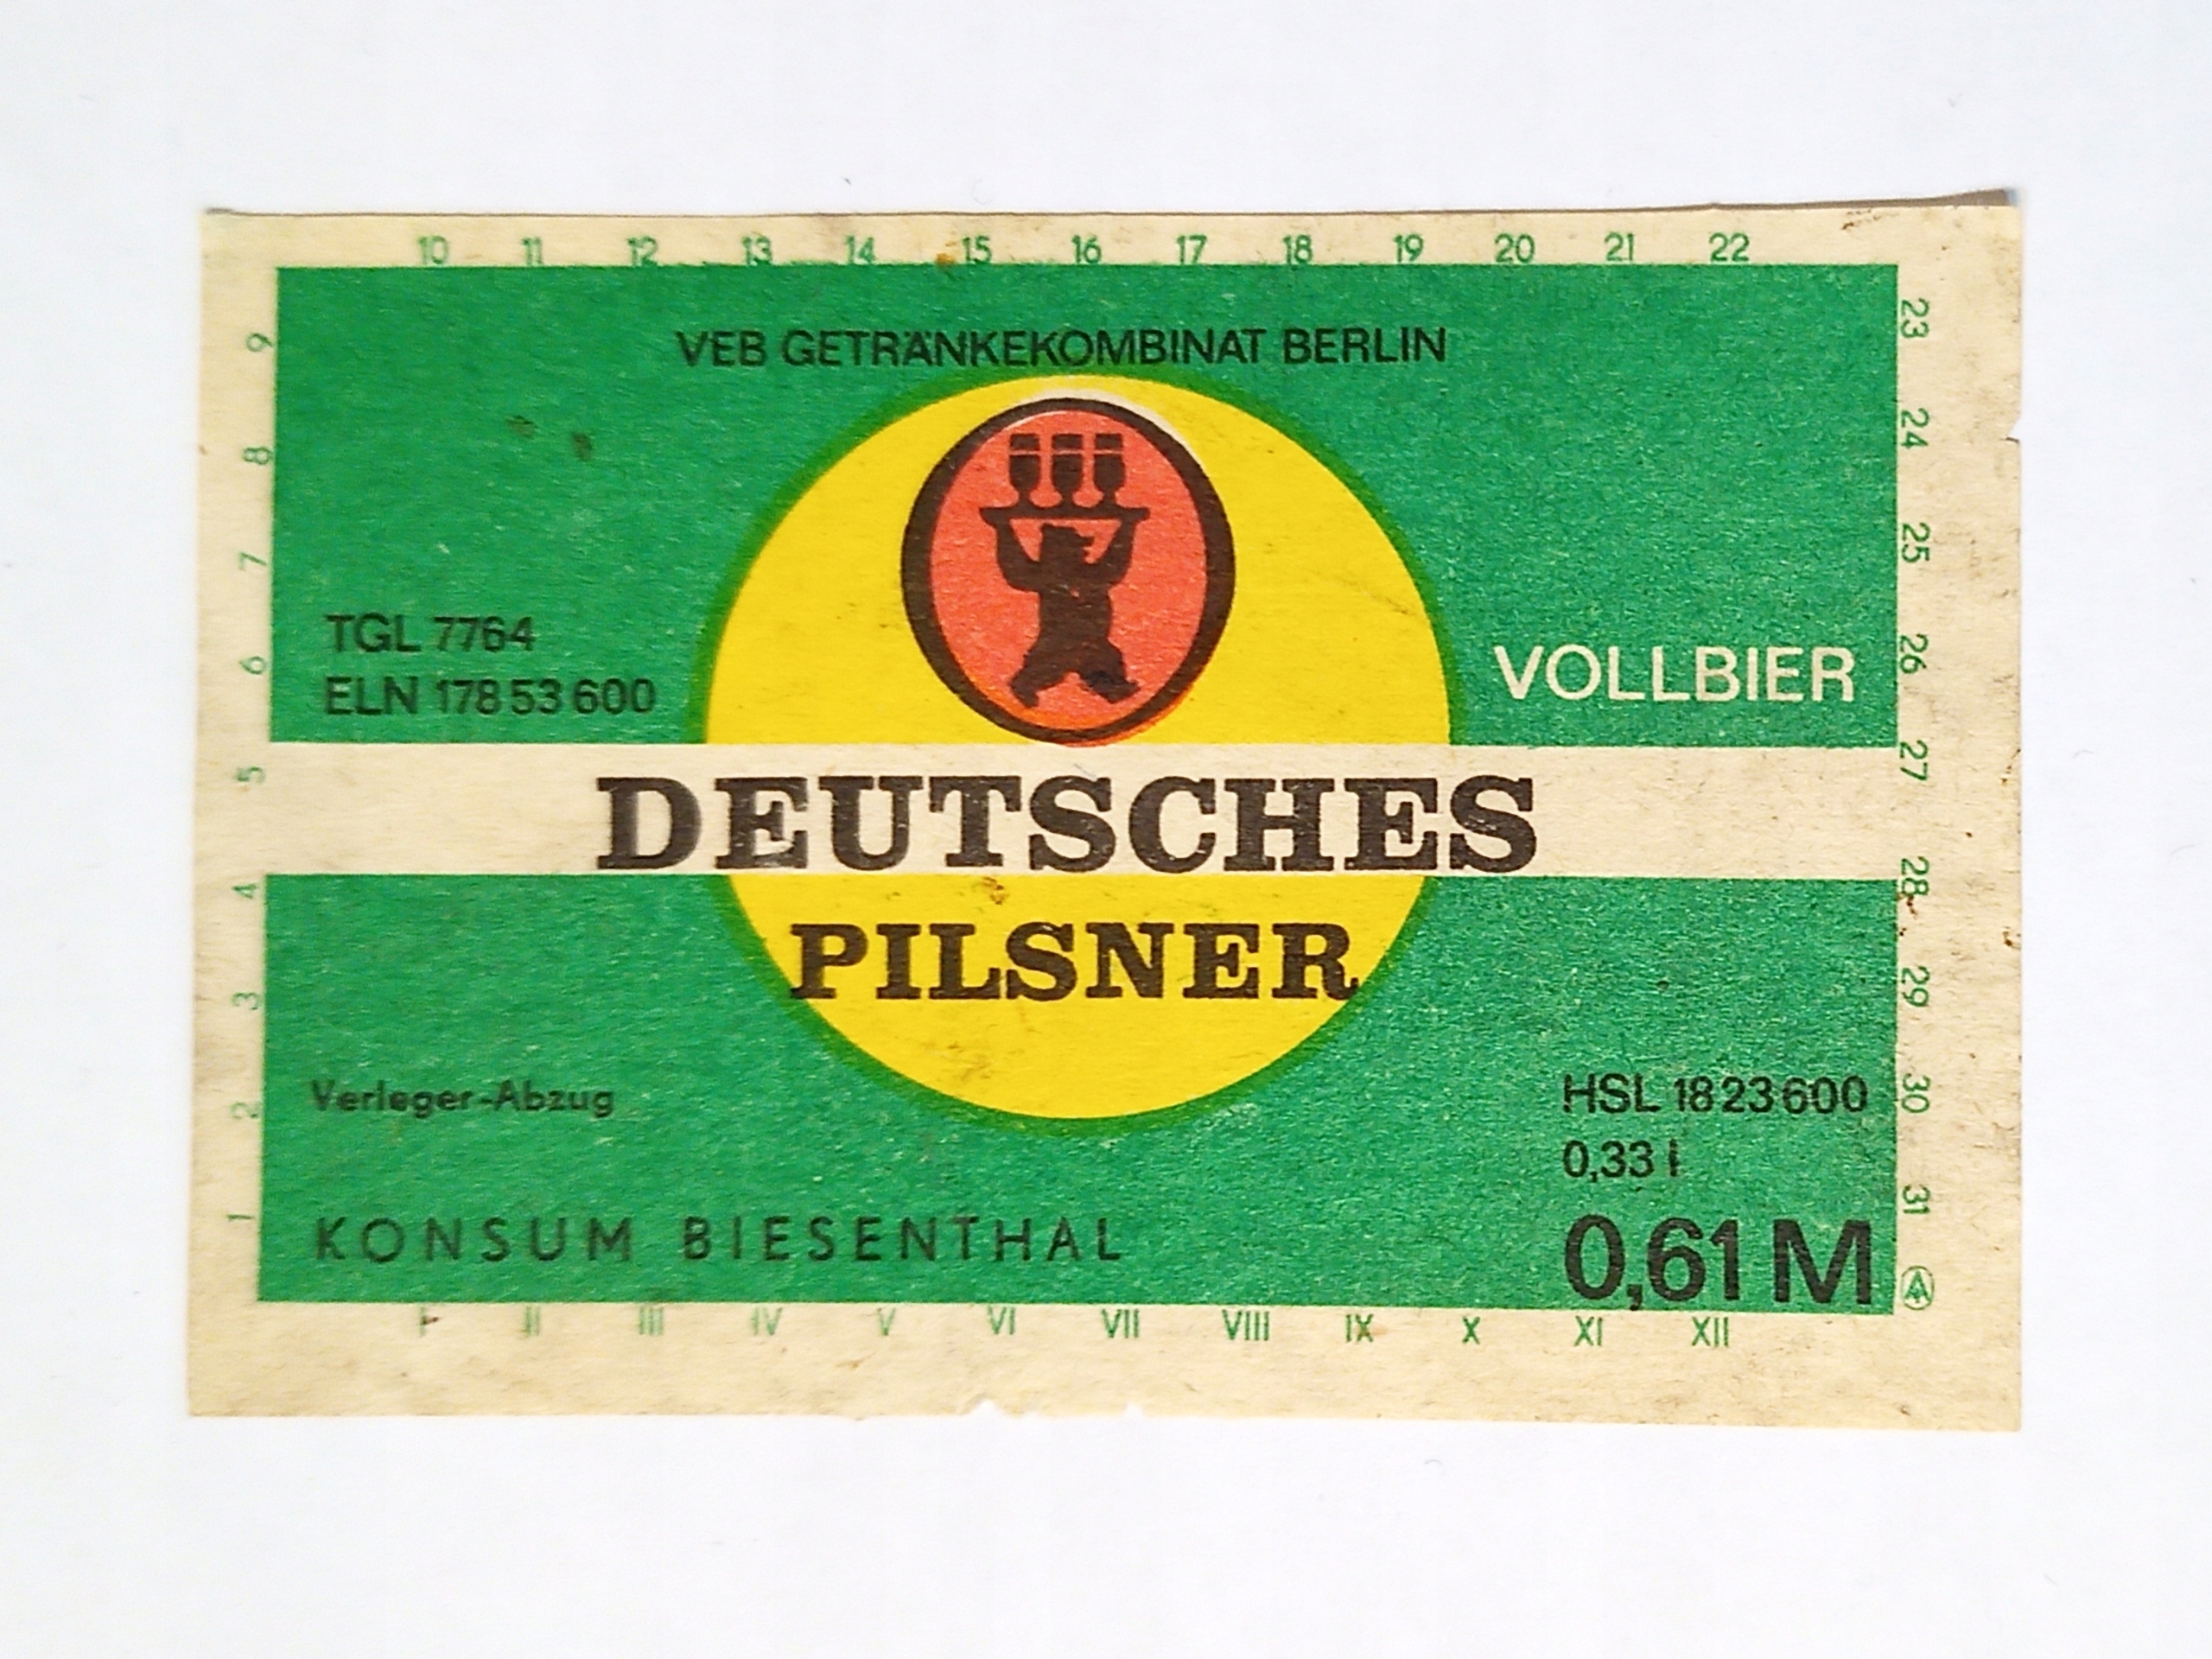 10 11 12 13 14 15 16 17 18 19 20 21 22
VEB GETRÄNKEKOMBINAT BERLIN
TGL 7764
ELN 178 53 600
VOLLBIER
DEUTSCHES
PILSNER
Verleger-Abzug
KONSUM BIESENTHAL
HSL 1823600
0,33 l
0,61 M
1 2 3 4 5 6 7 8 9
23 24 25 26 27 28 29 30 31
I II III IV V VI VII VIII IX X XI XII